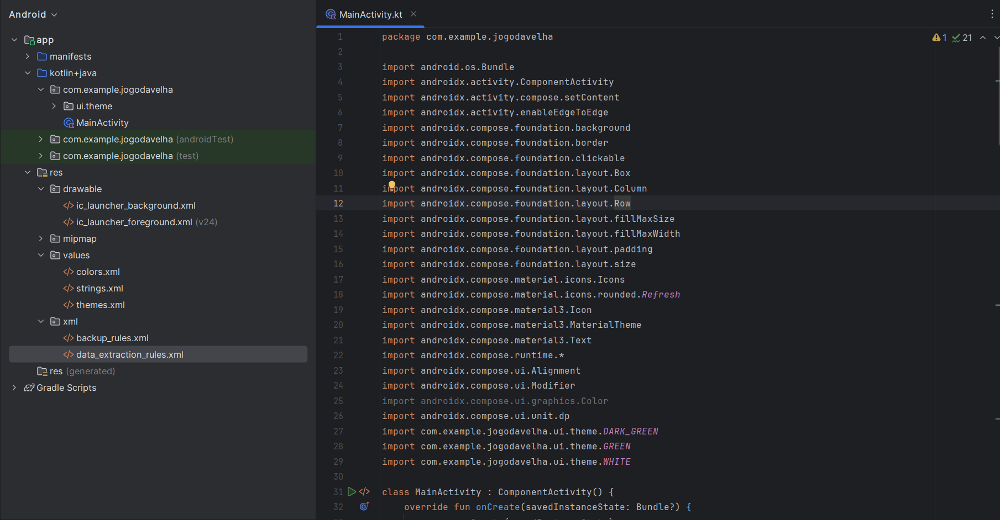 Android
app
manifests
kotlin+java
com.example.jogodavelha
ui.theme
MainActivity
com.example.jogodavelha (androidTest)
com.example.jogodavelha (test)
res
drawable
ic_launcher_background.xml
ic_launcher_foreground.xml (v24)
mipmap
values
colors.xml
strings.xml
themes.xml
xml
backup_rules.xml
data_extraction_rules.xml
res (generated)
Gradle Scripts
MainActivity.kt
1 21
1 package com.example.jogodavelha
2
3 import android.os.Bundle
4 import androidx.activity.ComponentActivity
5 import androidx.activity.compose.setContent
6 import androidx.activity.enableEdgeToEdge
7 import androidx.compose.foundation.background
8 import androidx.compose.foundation.border
9 import androidx.compose.foundation.clickable
10 import androidx.compose.foundation.layout.Box
11 import androidx.compose.foundation.layout.Column
12 import androidx.compose.foundation.layout.Row
13 import androidx.compose.foundation.layout.fillMaxSize
14 import androidx.compose.foundation.layout.fillMaxWidth
15 import androidx.compose.foundation.layout.padding
16 import androidx.compose.foundation.layout.size
17 import androidx.compose.material.icons.Icons
18 import androidx.compose.material.icons.rounded.Refresh
19 import androidx.compose.material3.Icon
20 import androidx.compose.material3.MaterialTheme
21 import androidx.compose.material3.Text
22 import androidx.compose.runtime.*
23 import androidx.compose.ui.Alignment
24 import androidx.compose.ui.Modifier
25 import androidx.compose.ui.graphics.Color
26 import androidx.compose.ui.unit.dp
27 import com.example.jogodavelha.ui.theme.DARK_GREEN
28 import com.example.jogodavelha.ui.theme.GREEN
29 import com.example.jogodavelha.ui.theme.WHITE
30
31 class MainActivity : ComponentActivity() {
32 override fun onCreate(savedInstanceState: Bundle?) {